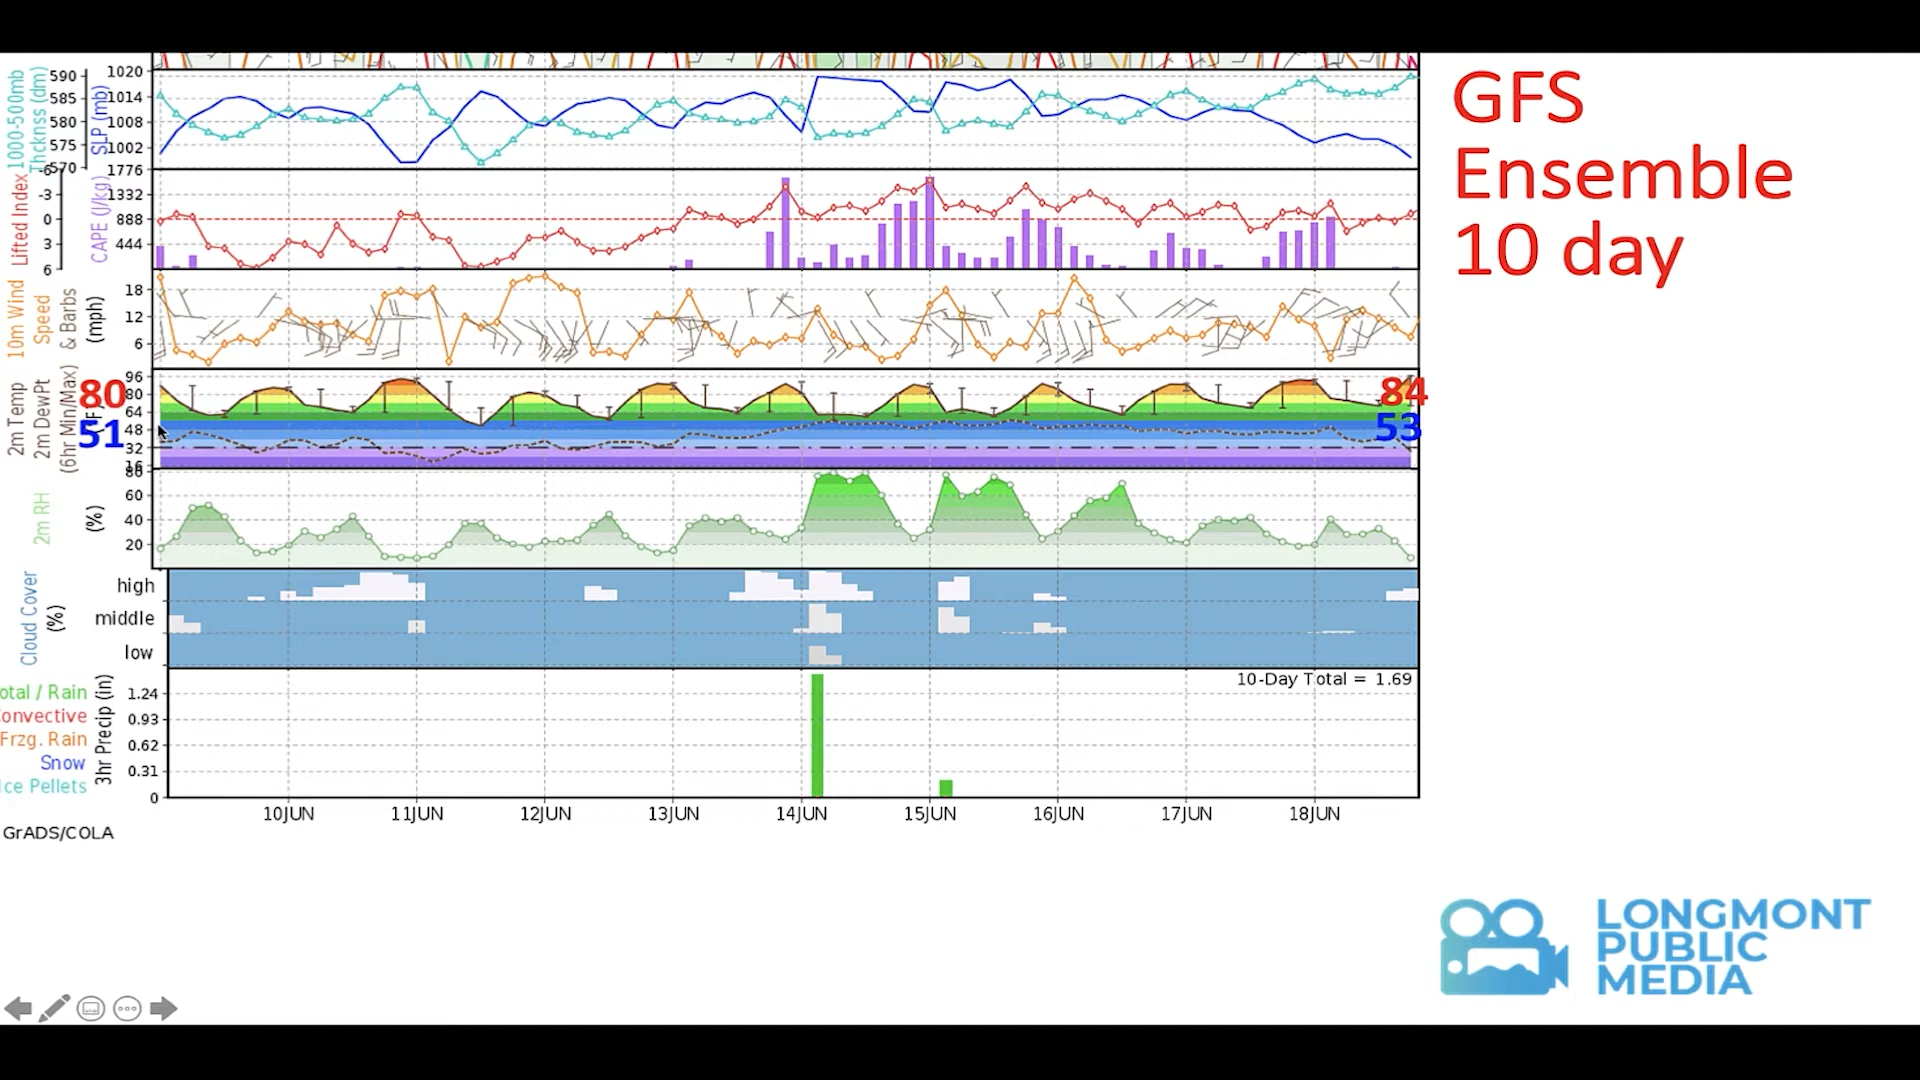 GFS
Ensemble
10 day
1000-500mb
Thcknss (dm)
590
585
580
575
570
SLP (mb)
1020
1014
1008
1002
Lifted Index
-3
0
3
6
CAPE (J/kg)
1776
1332
888
444
10m Wind
Speed
& Barbs
(mph)
18
12
6
2m Temp
2m DewPt
(6hr Min/Max)
96
80
64
48
32
16
80
51
84
53
2m RH
(%)
80
60
40
20
Cloud Cover
(%)
high
middle
low
otal / Rain
onvective
Frzg. Rain
Snow
Ice Pellets
3hr Precip (in)
1.24
0.93
0.62
0.31
0
10-Day Total = 1.69
10JUN 11JUN 12JUN 13JUN 14JUN 15JUN 16JUN 17JUN 18JUN
GrADS/COLA
LONGMONT
PUBLIC
MEDIA